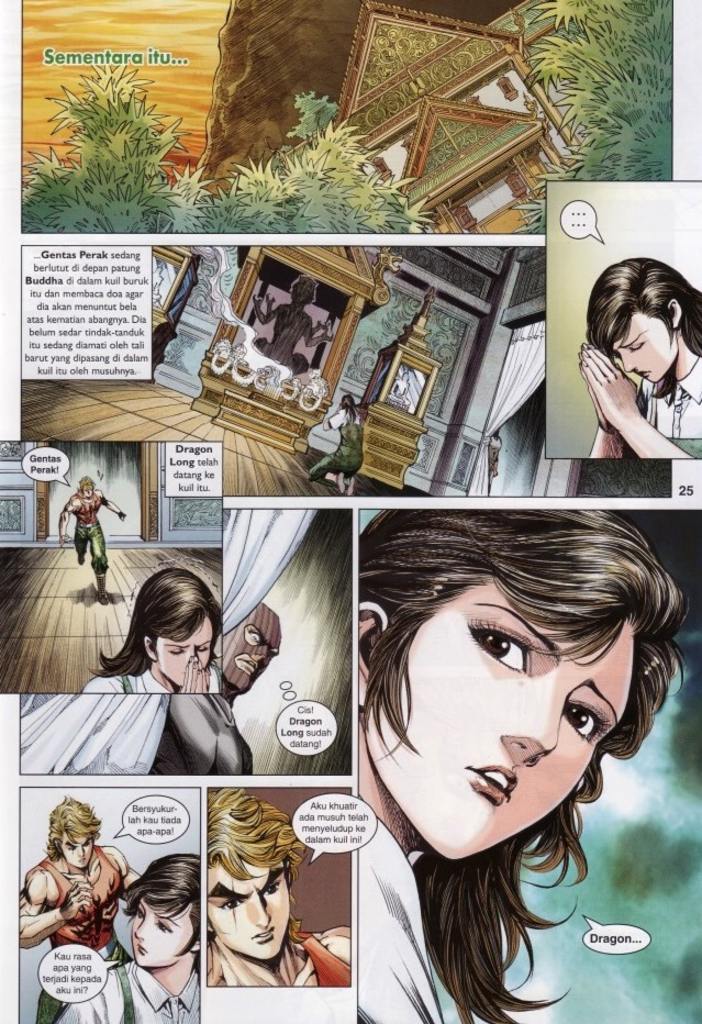 Sementara itu...
...
...
...Gentas Perak sedang
berlutut di depan patung
Buddha di dalam kuil buruk
itu dan membaca doa agar
dia akan menuntut bela
atas kematian abangnya. Dia
belum sedar tindak-tanduk
itu sedang diamati oleh tali
barut yang dipasang di dalam
kuil itu oleh musuhnya.
Gentas
Perak!
Dragon
Long telah
datang ke
kuil itu.
25
Cis!
Dragon
Long sudah
datang!
Bersyukur-
lah kau tiada
apa-apa!
Kau rasa
apa yang
terjadi kepada
aku ini?
Aku khuatir
ada musuh telah
menyeludup ke
dalam kuil ini!
Dragon...